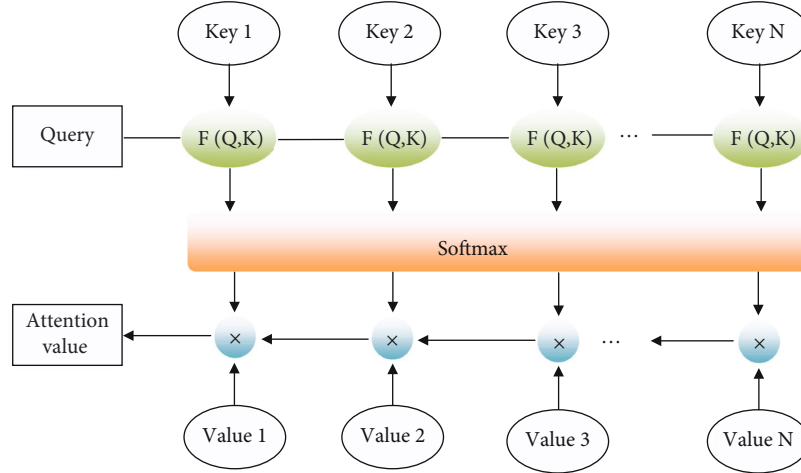 Key 1
Key 2
Key 3
Key N
Query
F (Q,K)
F (Q,K)
F (Q,K)
...
F (Q,K)
Softmax
Attention
value
×
×
×
...
×
Value 1
Value 2
Value 3
Value N